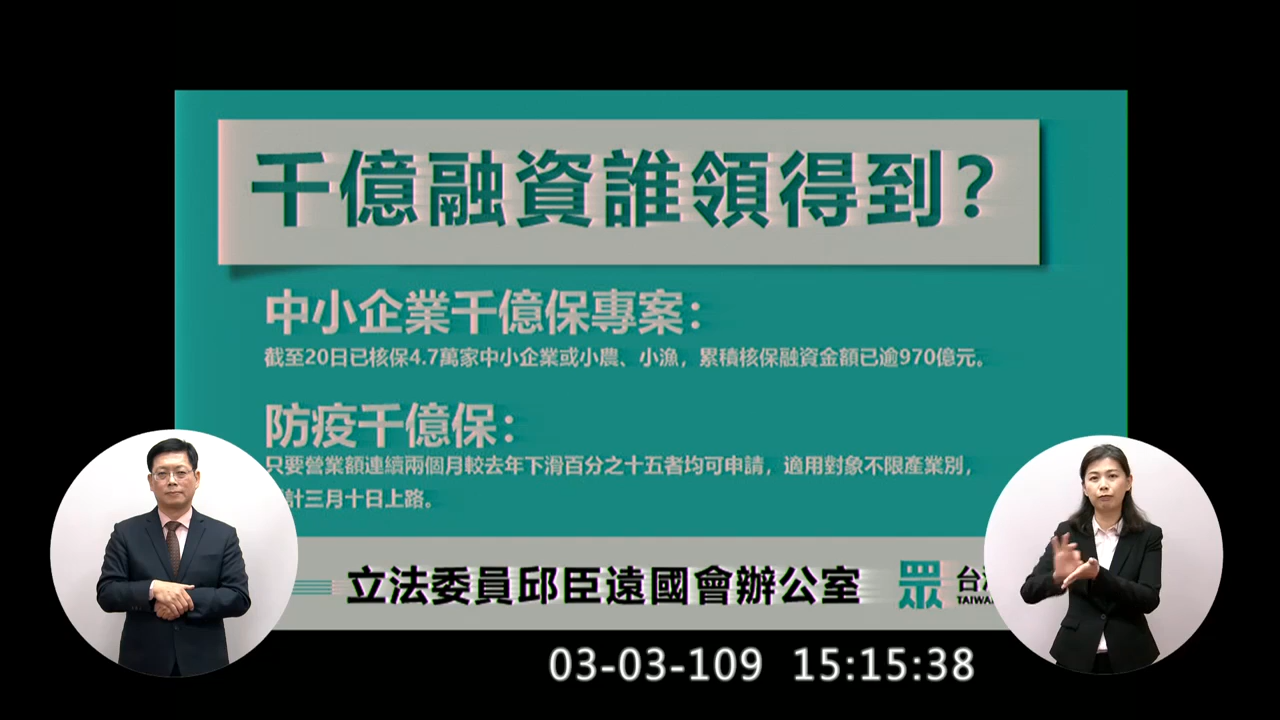 千億融資誰領得到?
中小企業千億保專案：
截至20日已核保4.7萬家中小企業或小農、小漁，累積核保融資金額已逾970億元。
防疫千億保：
只要營業額連續兩個月較去年下滑百分之十五者均可申請，適用對象不限產業別，
計三月十日上路。
立法委員邱臣遠國會辦公室
眾
台
TAIWA
03-03-109 15:15:38